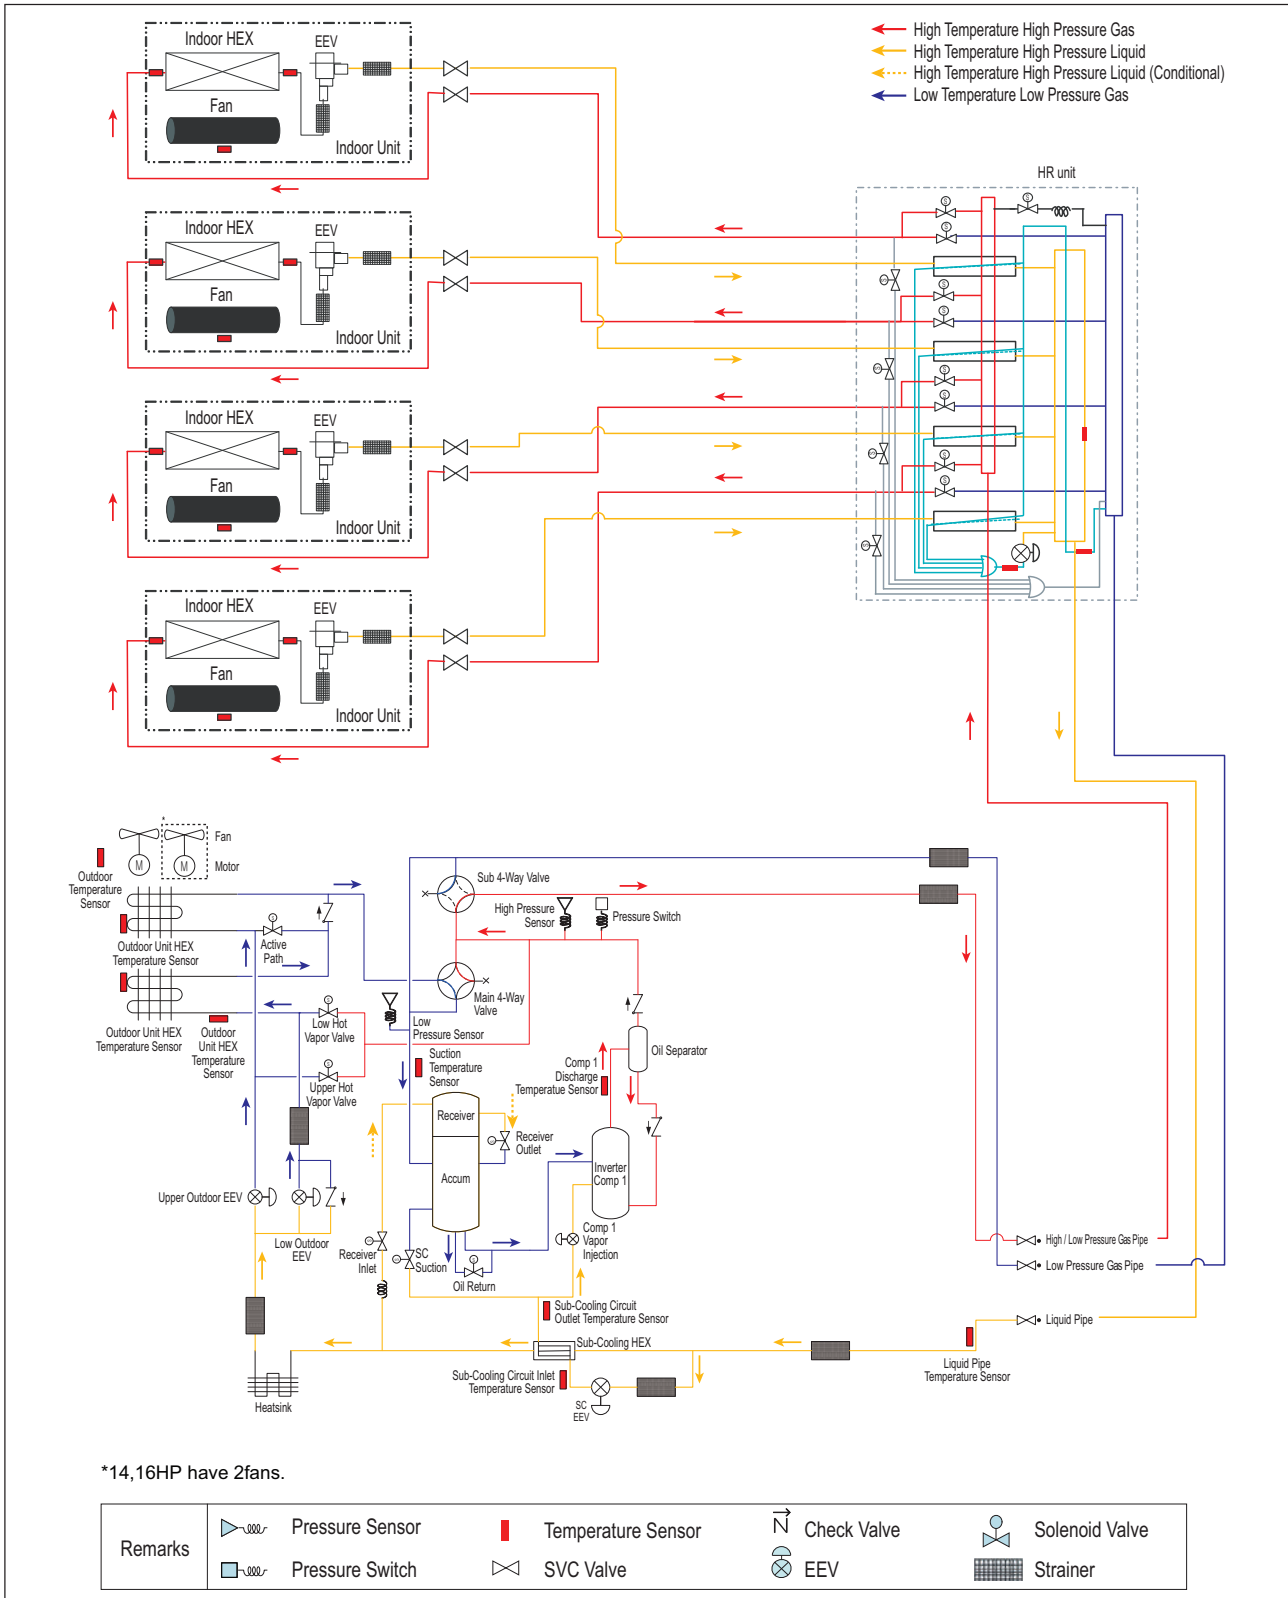 High Temperature High Pressure Gas
High Temperature High Pressure Liquid
High Temperature High Pressure Liquid (Conditional)
Low Temperature Low Pressure Gas
Indoor HEX
EEV
Fan
Indoor Unit
Indoor HEX
EEV
Fan
Indoor Unit
Indoor HEX
EEV
Fan
Indoor Unit
Indoor HEX
EEV
Fan
Indoor Unit
HR unit
S
S
S
S
S
S
S
S
S
S
S
S
S
*
Fan
Motor
M
M
Outdoor
Temperature
Sensor
Outdoor Unit HEX
Temperature Sensor
S
Active
Path
Outdoor Unit HEX
Temperature Sensor
Outdoor
Unit HEX
Temperature
Sensor
S
Low Hot
Vapor Valve
S
Upper Hot
Vapor Valve
Sub 4-Way Valve
High Pressure
Sensor
Pressure Switch
Main 4-Way
Valve
Low
Pressure Sensor
Suction
Temperature
Sensor
Comp 1
Discharge
Temperatue Sensor
Oil Separator
Receiver
S
Receiver
Outlet
Accum
Inverter
Comp 1
Upper Outdoor EEV
Low Outdoor
EEV
S
Receiver
Inlet
S
SC
Suction
S
Oil Return
Comp 1
Vapor
Injection
High / Low Pressure Gas Pipe
Low Pressure Gas Pipe
Liquid Pipe
Sub-Cooling Circuit
Outlet Temperature Sensor
Sub-Cooling HEX
Sub-Cooling Circuit Inlet
Temperature Sensor
SC
EEV
Liquid Pipe
Temperature Sensor
Heatsink
*14,16HP have 2fans.
Remarks
Pressure Sensor
Temperature Sensor
Check Valve
Solenoid Valve
Pressure Switch
SVC Valve
EEV
Strainer